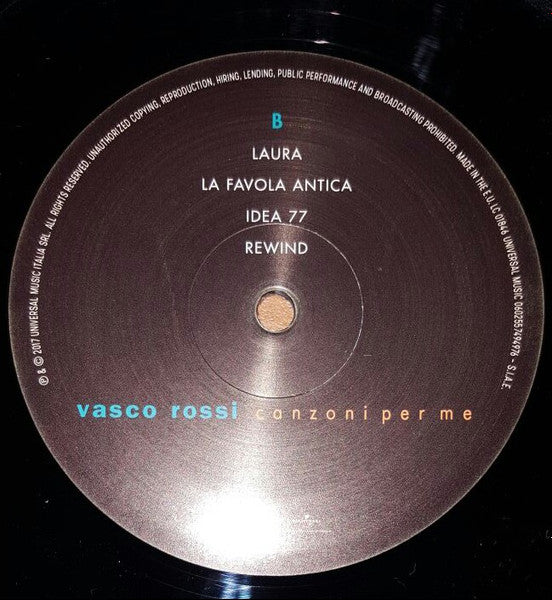 B
LAURA
LA FAVOLA ANTICA
IDEA 77
REWIND
vasco rossi canzoni per me
℗ & © 2017 UNIVERSAL MUSIC ITALIA SRL. ALL RIGHTS RESERVED. UNAUTHORIZED COPYING, REPRODUCTION, HIRING, LENDING, PUBLIC PERFORMANCE AND BROADCASTING PROHIBITED. MADE IN THE E.U. LC 01846 UNIVERSAL MUSIC 0602557494976 - S.I.A.E.